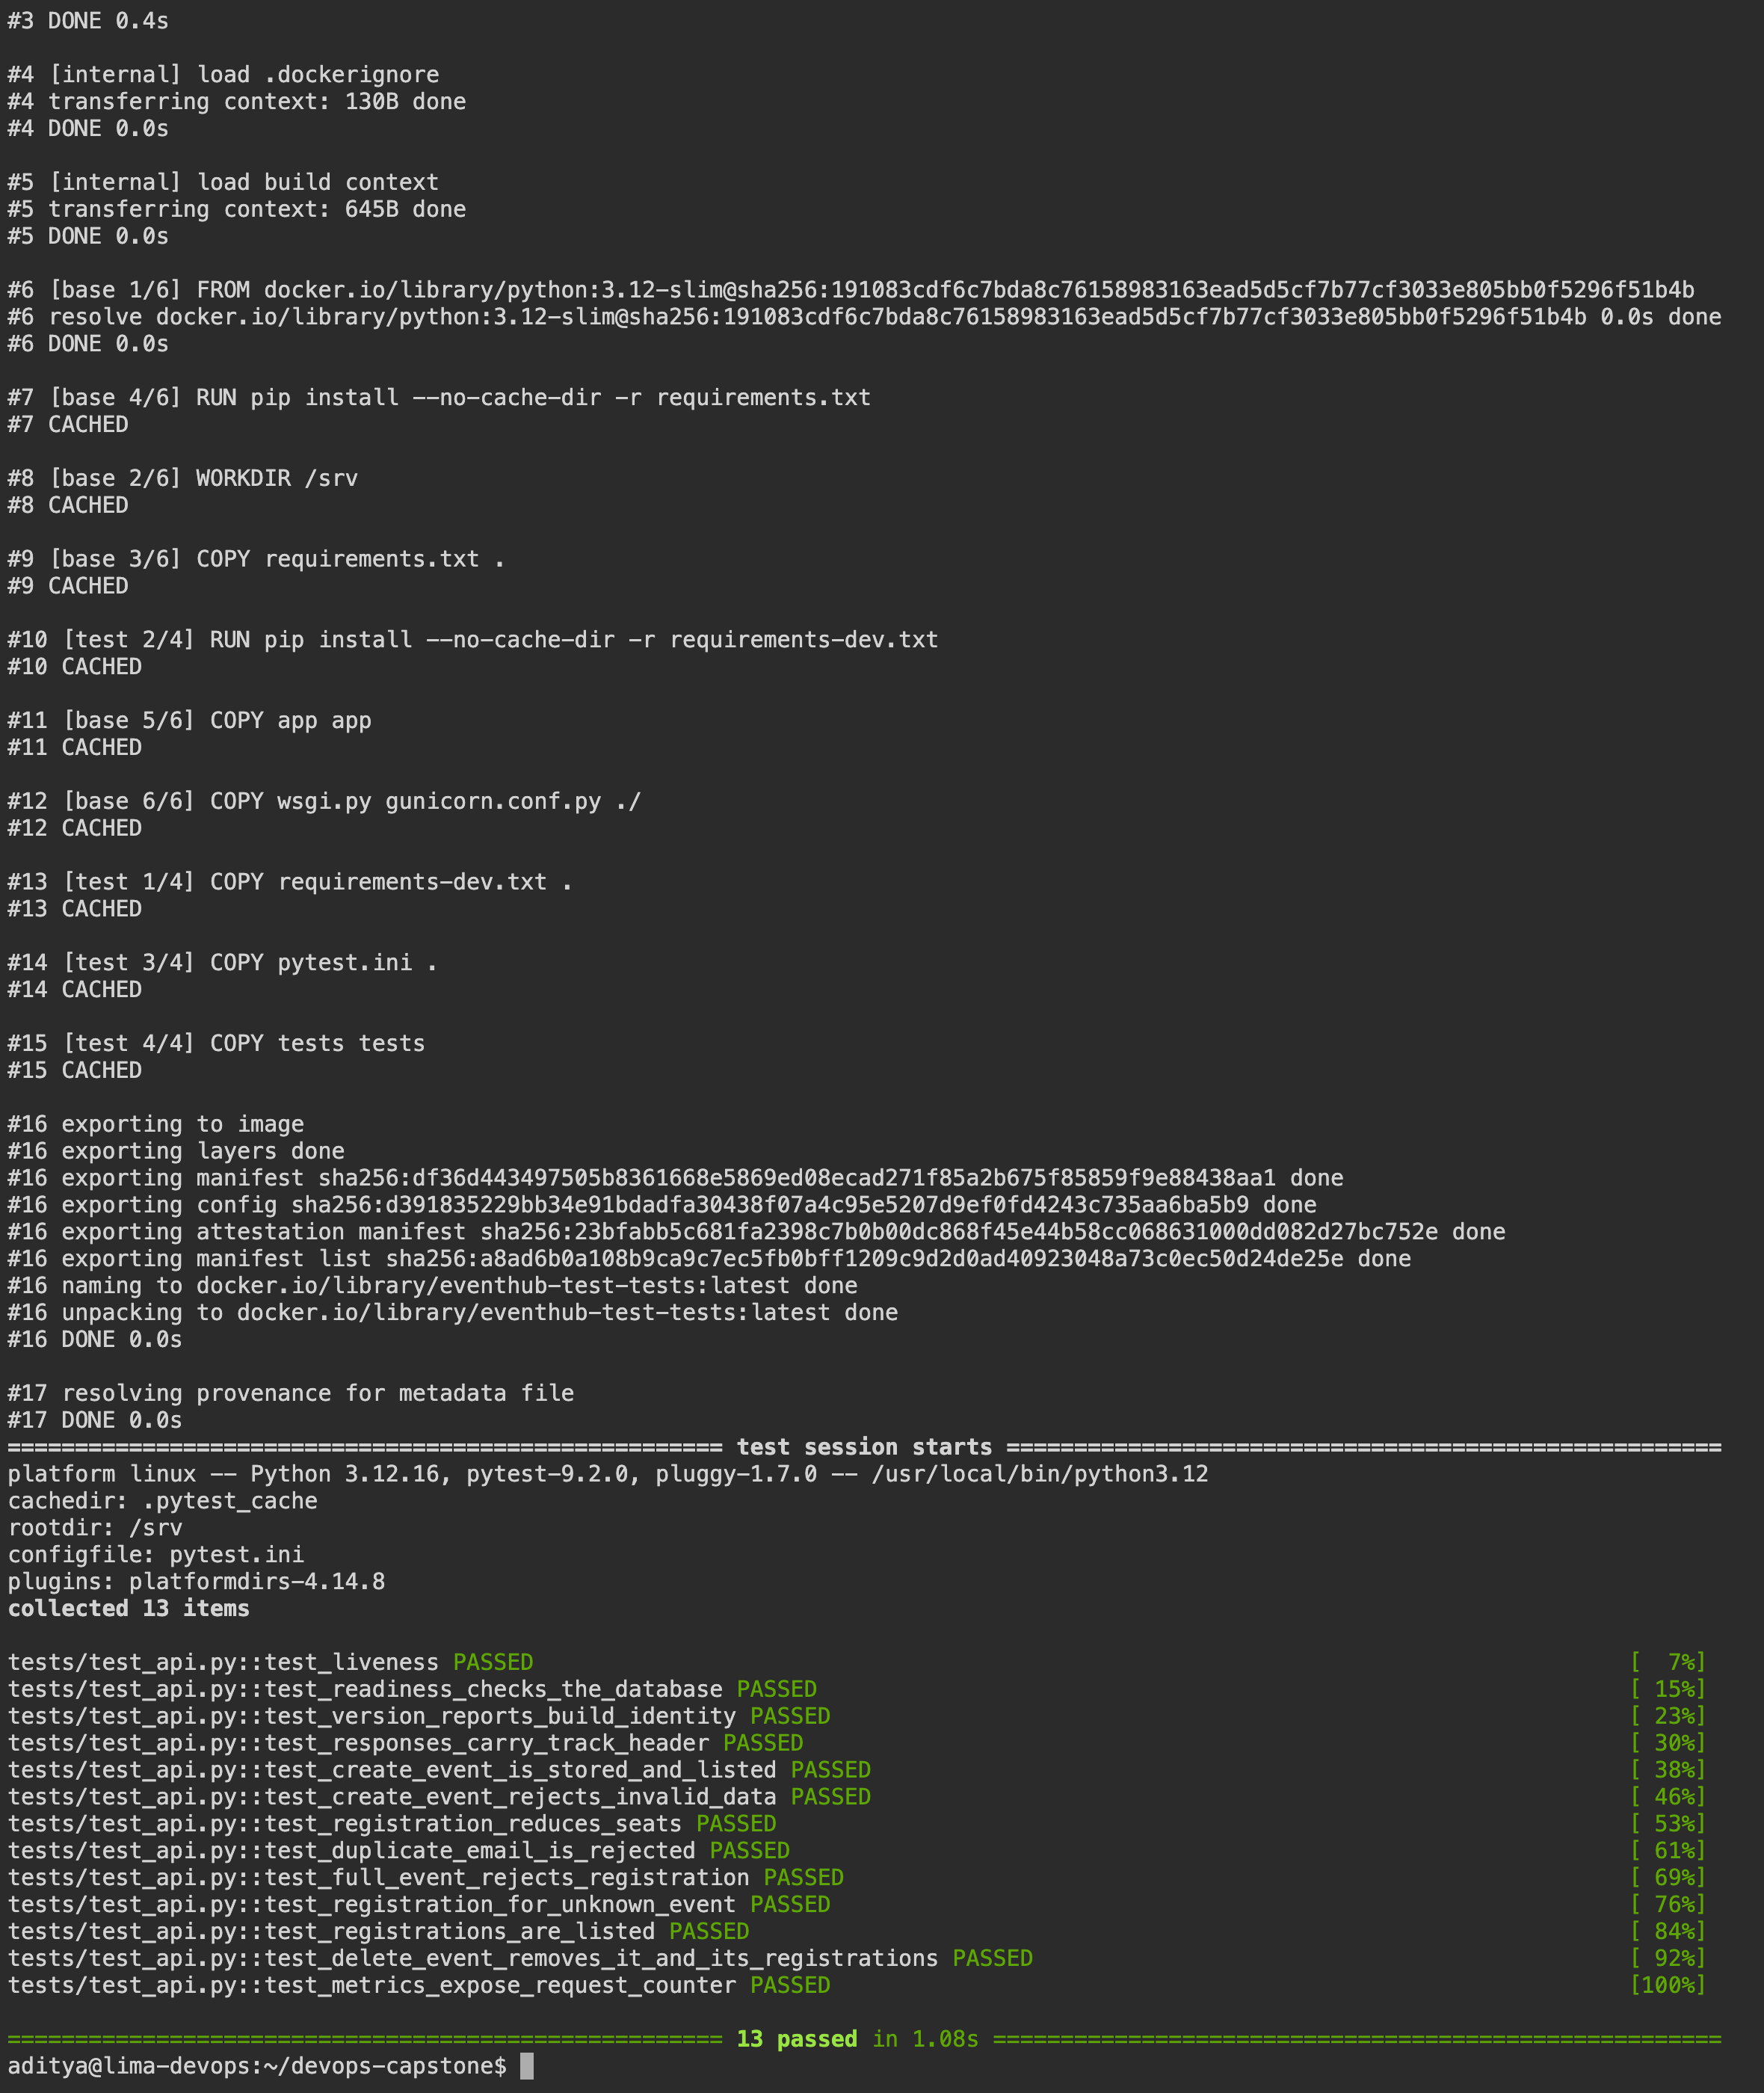 #3 DONE 0.4s
#4 [internal] load .dockerignore
#4 transferring context: 130B done
#4 DONE 0.0s
#5 [internal] load build context
#5 transferring context: 645B done
#5 DONE 0.0s
#6 [base 1/6] FROM docker.io/library/python:3.12-slim@sha256:191083cdf6c7bda8c76158983163ead5d5cf7b77cf3033e805bb0f5296f51b4b
#6 resolve docker.io/library/python:3.12-slim@sha256:191083cdf6c7bda8c76158983163ead5d5cf7b77cf3033e805bb0f5296f51b4b 0.0s done
#6 DONE 0.0s
#7 [base 4/6] RUN pip install --no-cache-dir -r requirements.txt
#7 CACHED
#8 [base 2/6] WORKDIR /srv
#8 CACHED
#9 [base 3/6] COPY requirements.txt .
#9 CACHED
#10 [test 2/4] RUN pip install --no-cache-dir -r requirements-dev.txt
#10 CACHED
#11 [base 5/6] COPY app app
#11 CACHED
#12 [base 6/6] COPY wsgi.py gunicorn.conf.py ./
#12 CACHED
#13 [test 1/4] COPY requirements-dev.txt .
#13 CACHED
#14 [test 3/4] COPY pytest.ini .
#14 CACHED
#15 [test 4/4] COPY tests tests
#15 CACHED
#16 exporting to image
#16 exporting layers done
#16 exporting manifest sha256:df36d443497505b8361668e5869ed08ecad271f85a2b675f85859f9e88438aa1 done
#16 exporting config sha256:d391835229bb34e91bdadfa30438f07a4c95e5207d9ef0fd4243c735aa6ba5b9 done
#16 exporting attestation manifest sha256:23bfabb5c681fa2398c7b0b00dc868f45e44b58cc068631000dd082d27bc752e done
#16 exporting manifest list sha256:a8ad6b0a108b9ca9c7ec5fb0bff1209c9d2d0ad40923048a73c0ec50d24de25e done
#16 naming to docker.io/library/eventhub-test-tests:latest done
#16 unpacking to docker.io/library/eventhub-test-tests:latest done
#16 DONE 0.0s
#17 resolving provenance for metadata file
#17 DONE 0.0s
===================================================== test session starts =====================================================
platform linux -- Python 3.12.16, pytest-9.2.0, pluggy-1.7.0 -- /usr/local/bin/python3.12
cachedir: .pytest_cache
rootdir: /srv
configfile: pytest.ini
plugins: platformdirs-4.14.8
collected 13 items
tests/test_api.py::test_liveness PASSED [  7%]
tests/test_api.py::test_readiness_checks_the_database PASSED [ 15%]
tests/test_api.py::test_version_reports_build_identity PASSED [ 23%]
tests/test_api.py::test_responses_carry_track_header PASSED [ 30%]
tests/test_api.py::test_create_event_is_stored_and_listed PASSED [ 38%]
tests/test_api.py::test_create_event_rejects_invalid_data PASSED [ 46%]
tests/test_api.py::test_registration_reduces_seats PASSED [ 53%]
tests/test_api.py::test_duplicate_email_is_rejected PASSED [ 61%]
tests/test_api.py::test_full_event_rejects_registration PASSED [ 69%]
tests/test_api.py::test_registration_for_unknown_event PASSED [ 76%]
tests/test_api.py::test_registrations_are_listed PASSED [ 84%]
tests/test_api.py::test_delete_event_removes_it_and_its_registrations PASSED [ 92%]
tests/test_api.py::test_metrics_expose_request_counter PASSED [100%]
===================================================== 13 passed in 1.08s ======================================================
aditya@lima-devops:~/devops-capstone$